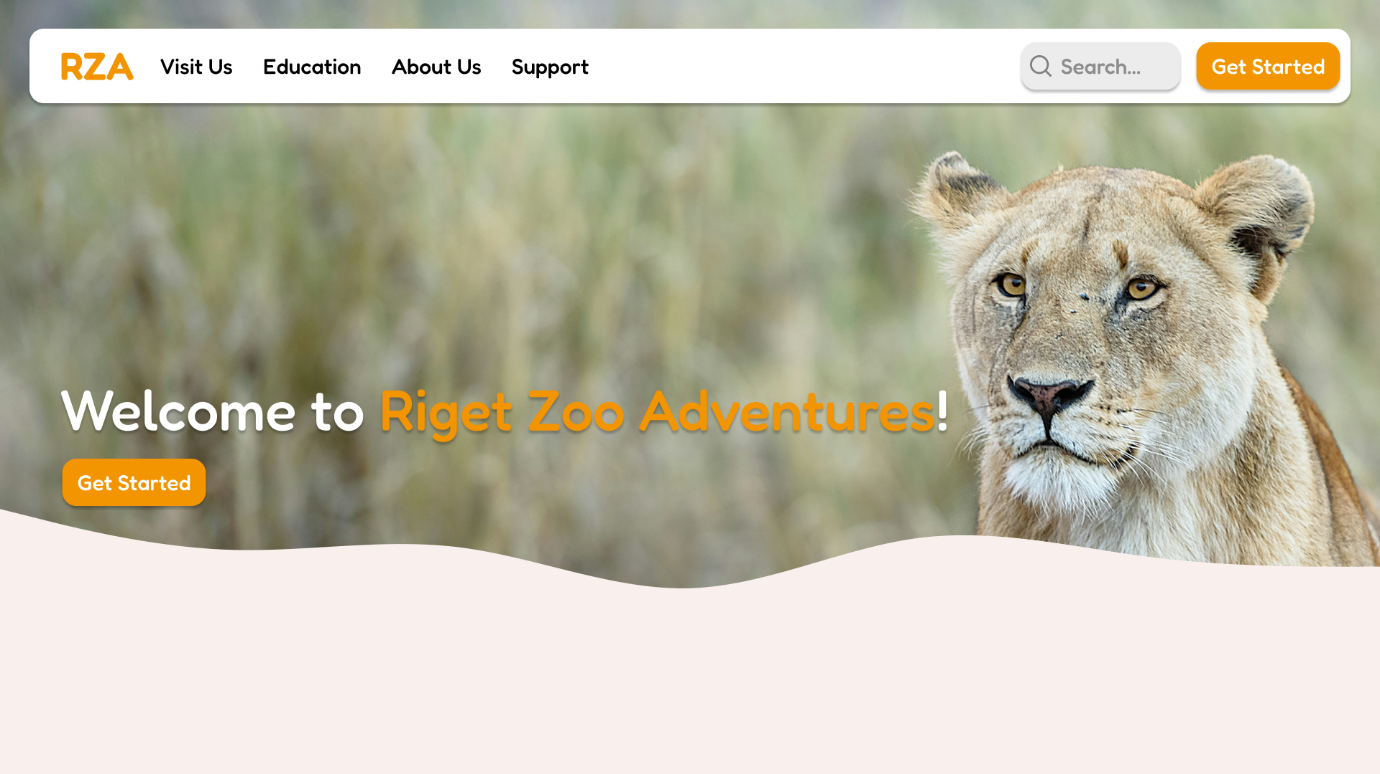 RZA Visit Us Education About Us Support Search... Get Started
Welcome to Riget Zoo Adventures!
Get Started